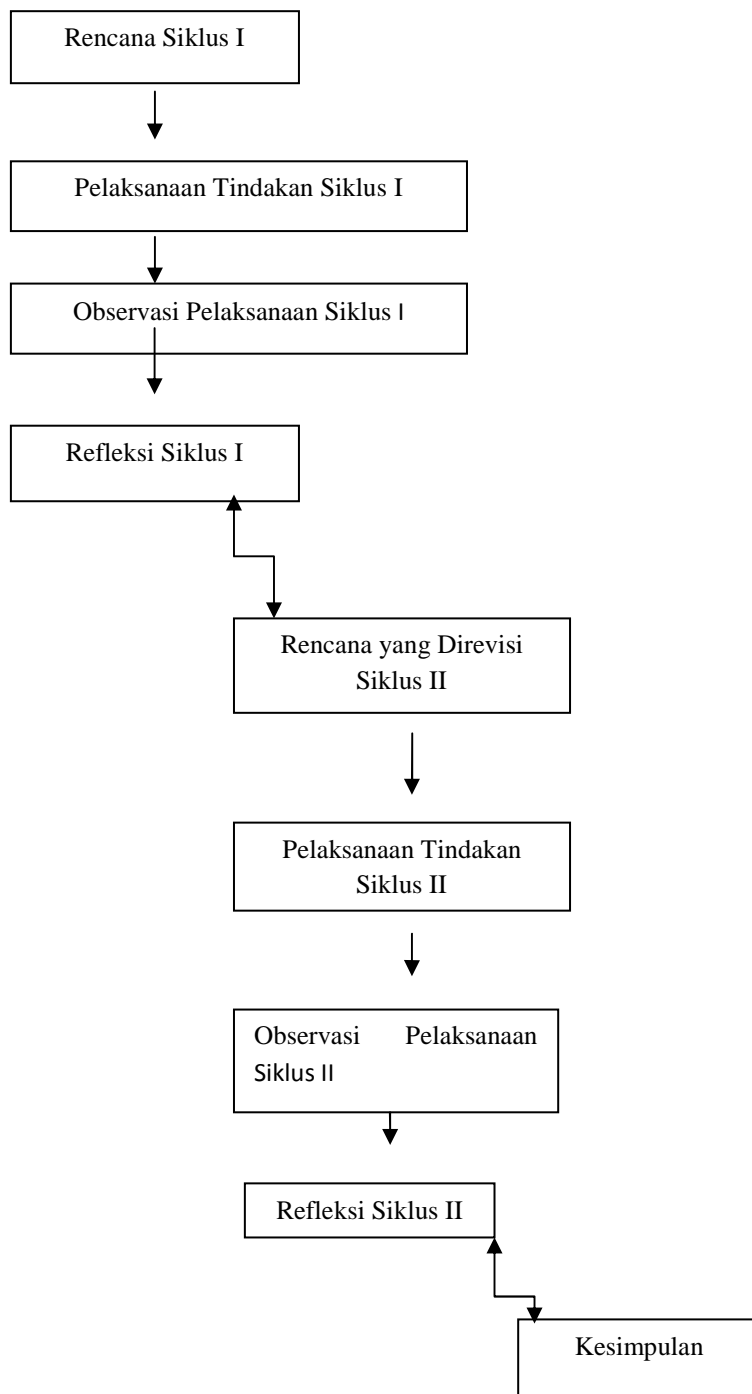 Rencana Siklus I
Pelaksanaan Tindakan Siklus I
Observasi Pelaksanaan Siklus I
Refleksi Siklus I
Rencana yang Direvisi
Siklus II
Pelaksanaan Tindakan
Siklus II
Observasi Pelaksanaan
Siklus II
Refleksi Siklus II
Kesimpulan